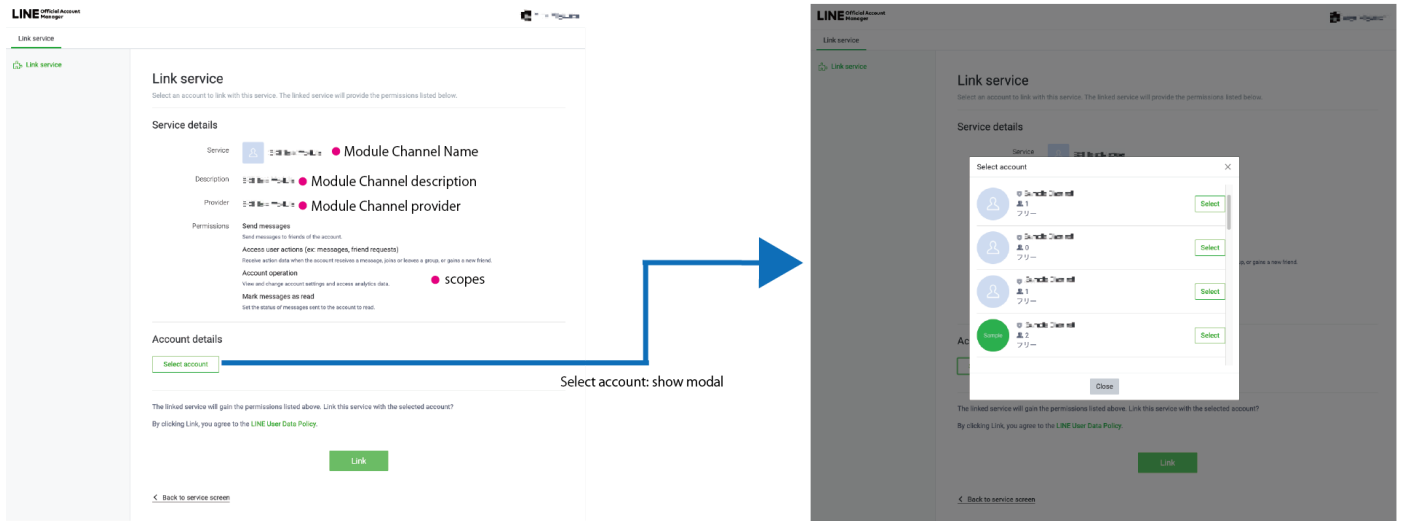 LINE Official Account Manager
Link service
Link service
Link service
Select an account to link with this service. The linked service will provide the permissions listed below.
Service details
Service
Module Channel Name
Description
Module Channel description
Provider
Module Channel provider
Permissions
Send messages
Send messages to friends of the account.
Access user actions (ex: messages, friend requests)
Receive action data when the account receives a message, joins or leaves a group, or gains a new friend.
Account operation
View and change account settings and access analytics data.
scopes
Mark messages as read
Set the status of messages sent to the account to read.
Account details
Select account
Select account: show modal
The linked service will gain the permissions listed above. Link this service with the selected account?
By clicking Link, you agree to the LINE User Data Policy.
Link
Back to service screen
LINE Official Account Manager
Link service
Link service
Link service
Select an account to link with this service. The linked service will provide the permissions listed below.
Service details
Service
Select account
1
フリー
Select
0
フリー
Select
up, or gains a new friend.
1
フリー
Select
2
フリー
Select
Ac
Close
The linked service will gain the permissions listed above. Link this service with the selected account?
By clicking Link, you agree to the LINE User Data Policy.
Link
Back to service screen